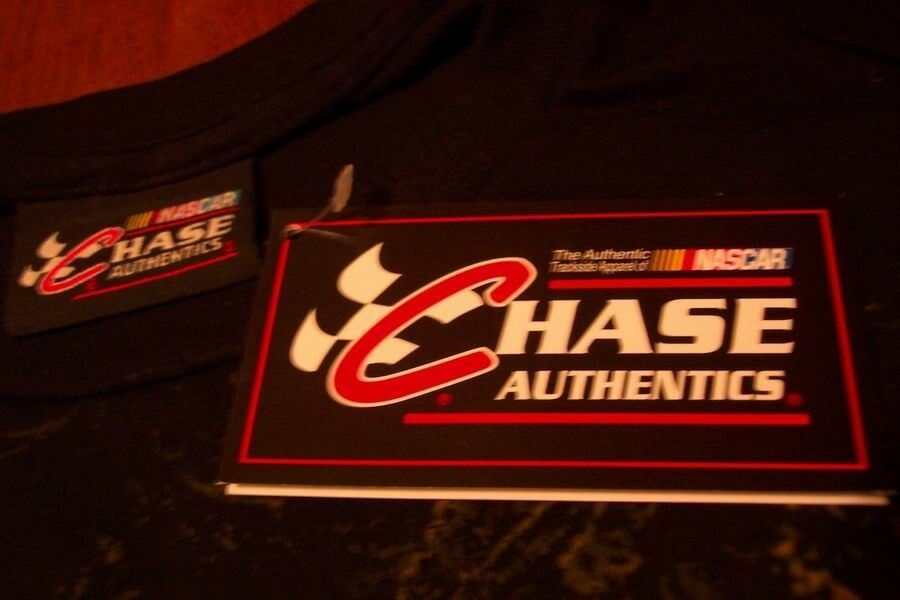 NASCAR
CHASE
AUTHENTICS
The Authentic
Trackside Apparel of
NASCAR
CHASE
AUTHENTICS